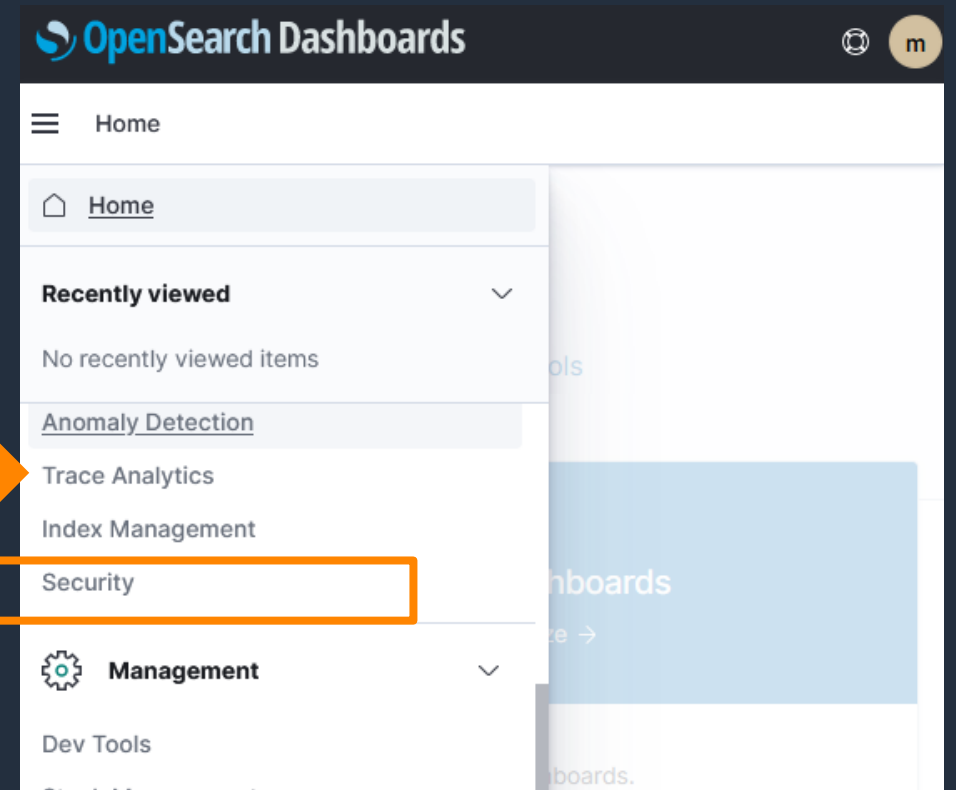 OpenSearch Dashboards
m
Home
Home
Recently viewed
No recently viewed items
ols
Anomaly Detection
Trace Analytics
Index Management
Security
hboards
ze →
Management
Dev Tools
boards.